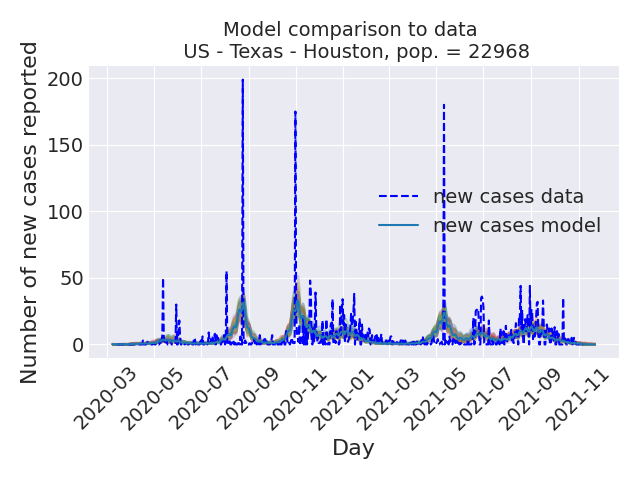 Model comparison to data
US - Texas - Houston, pop. = 22968
Number of new cases reported
200
150
100
50
0
new cases data
new cases model
2020-03
2020-05
2020-07
2020-09
2020-11
2021-01
2021-03
2021-05
2021-07
2021-09
2021-11
Day